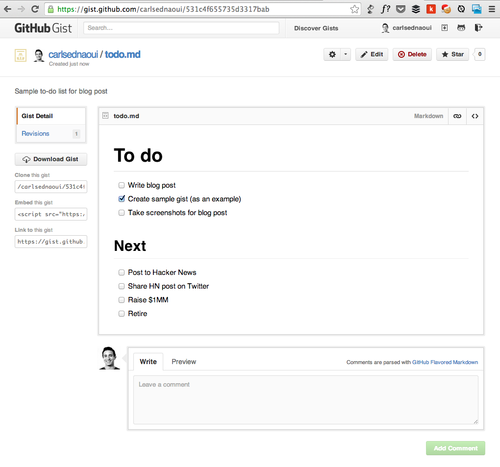 https://gist.github.com/carlsednaoui/531c4f655735d3317bab
GitHub Gist
Search...
Discover Gists
carlsednaoui
carlsednaoui / todo.md
Created just now
Edit
Delete
Star
0
Sample to-do list for blog post
Gist Detail
Revisions 1
Download Gist
Clone this gist
/carlsednaoui/531c4
Embed this gist
<script src="https:
Link to this gist
https://gist.github
todo.md
Markdown
To do
Write blog post
Create sample gist (as an example)
Take screenshots for blog post
Next
Post to Hacker News
Share HN post on Twitter
Raise $1MM
Retire
Write
Preview
Comments are parsed with GitHub Flavored Markdown
Leave a comment
Add Comment